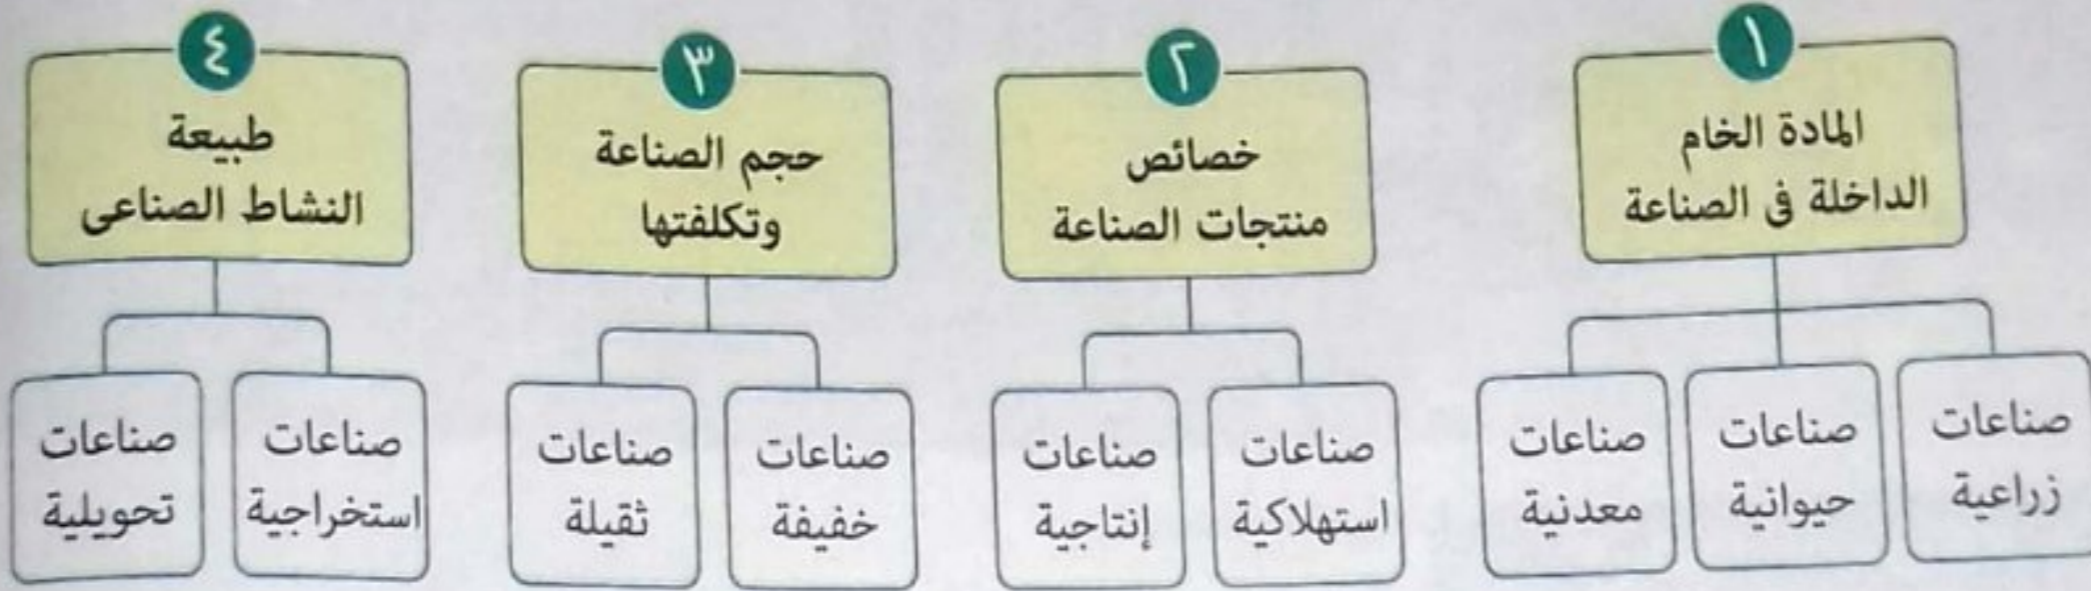 ١
المادة الخام
الداخلة فى الصناعة
صناعات
زراعية
صناعات
حيوانية
صناعات
معدنية
٢
خصائص
منتجات الصناعة
صناعات
استهلاكية
صناعات
إنتاجية
٣
حجم الصناعة
وتكلفتها
صناعات
خفيفة
صناعات
ثقيلة
٤
طبيعة
النشاط الصناعى
صناعات
استخراجية
صناعات
تحويلية